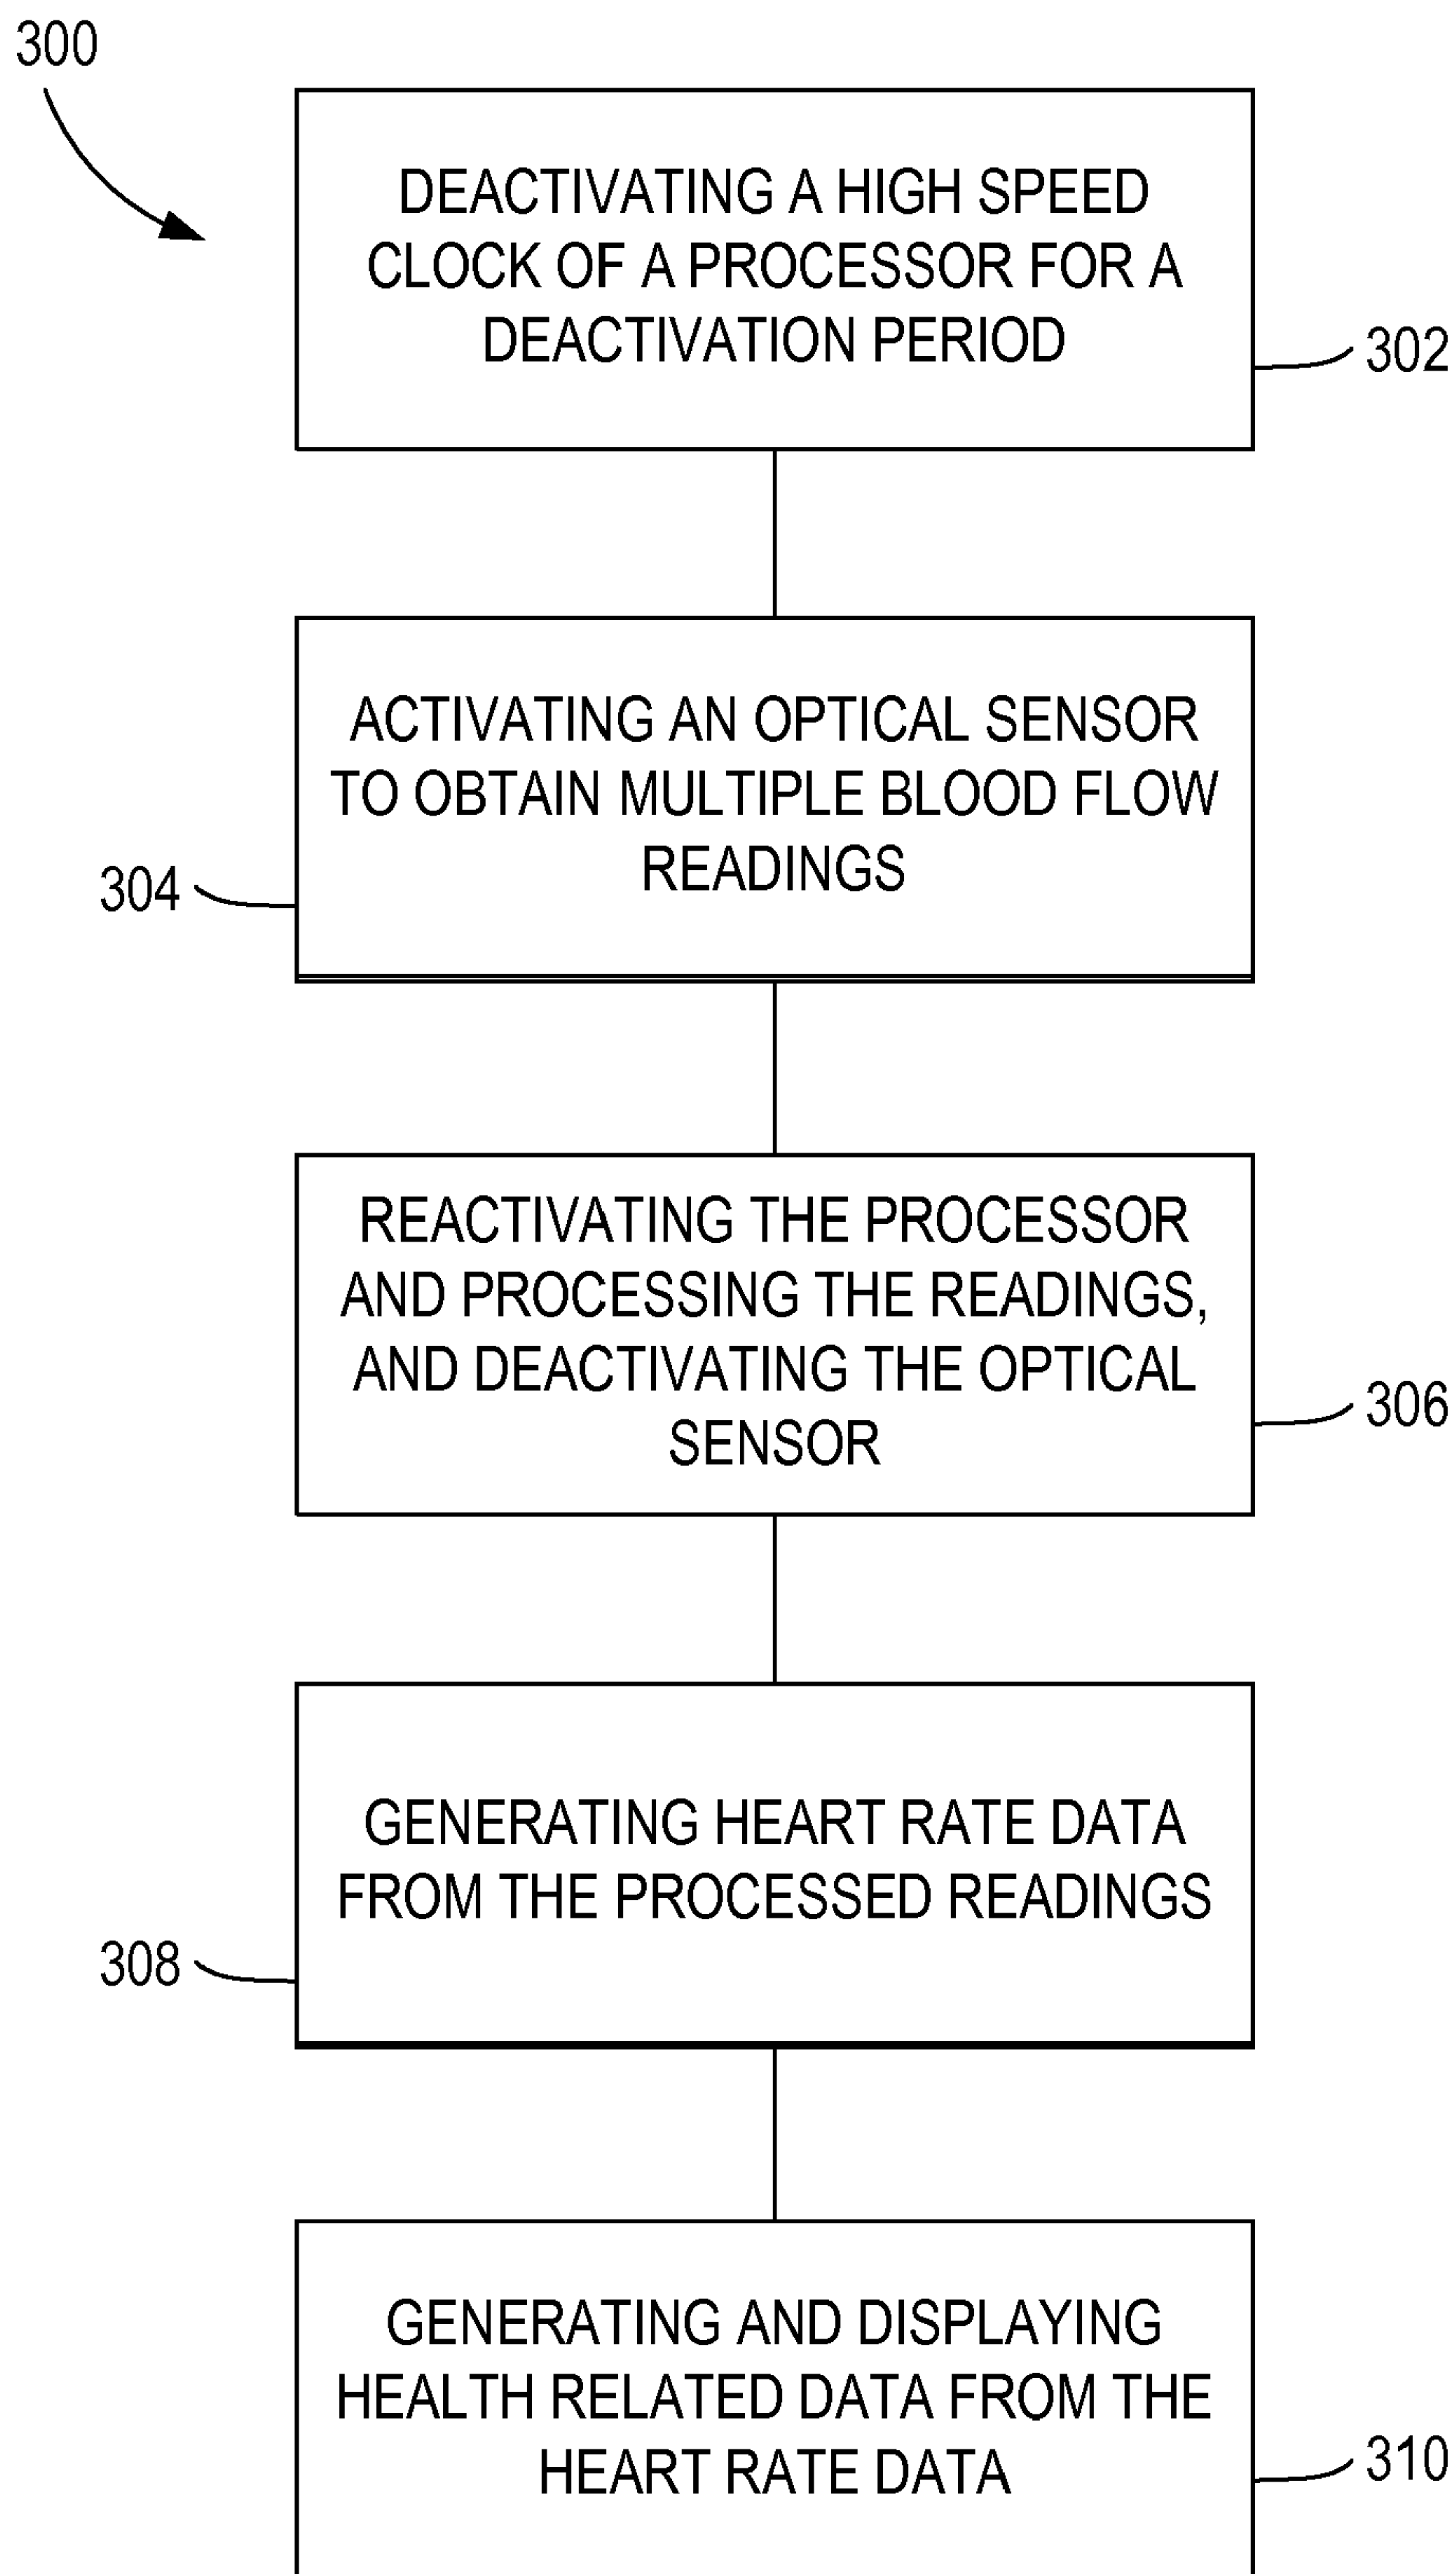 300
DEACTIVATING A HIGH SPEED
CLOCK OF A PROCESSOR FOR A
DEACTIVATION PERIOD
302
ACTIVATING AN OPTICAL SENSOR
TO OBTAIN MULTIPLE BLOOD FLOW
READINGS
304
REACTIVATING THE PROCESSOR
AND PROCESSING THE READINGS,
AND DEACTIVATING THE OPTICAL
SENSOR
306
GENERATING HEART RATE DATA
FROM THE PROCESSED READINGS
308
GENERATING AND DISPLAYING
HEALTH RELATED DATA FROM THE
HEART RATE DATA
310